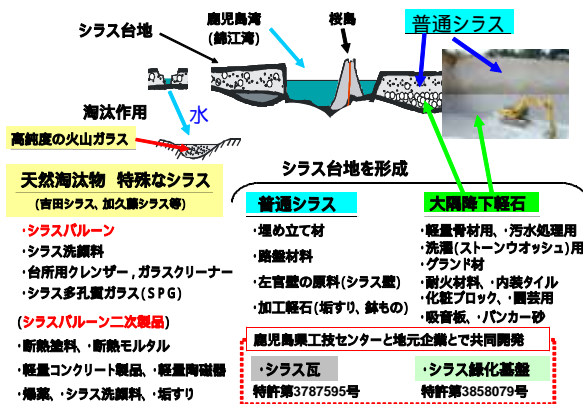 シラス台地
鹿児島湾
(錦江湾)
桜島
普通シラス
淘汰作用
水
高純度の火山ガラス
天然淘汰物 特殊なシラス
(吉田シラス、加久藤シラス等)
・シラスバルーン
・シラス洗顔料
・台所用クレンザー,ガラスクリーナー
・シラス多孔質ガラス(SPG)
(シラスバルーン二次製品)
・断熱塗料、・断熱モルタル
・軽量コンクリート製品、・軽量陶磁器
・爆薬、・シラス洗顔料、・垢すり
シラス台地を形成
普通シラス
・埋め立て材
・路盤材料
・左官壁の原料(シラス壁)
・加工軽石(垢すり、鉢もの)
大隅降下軽石
・軽量骨材用、・汚水処理用
・洗濯(ストーンウオッシュ)用
・グランド材
・耐火材料、・内装タイル
・化粧ブロック、・園芸用
・吸音板、・バンカー砂
鹿児島県工技センターと地元企業とで共同開発
・シラス瓦
特許第3787595号
・シラス緑化基盤
特許第3858079号